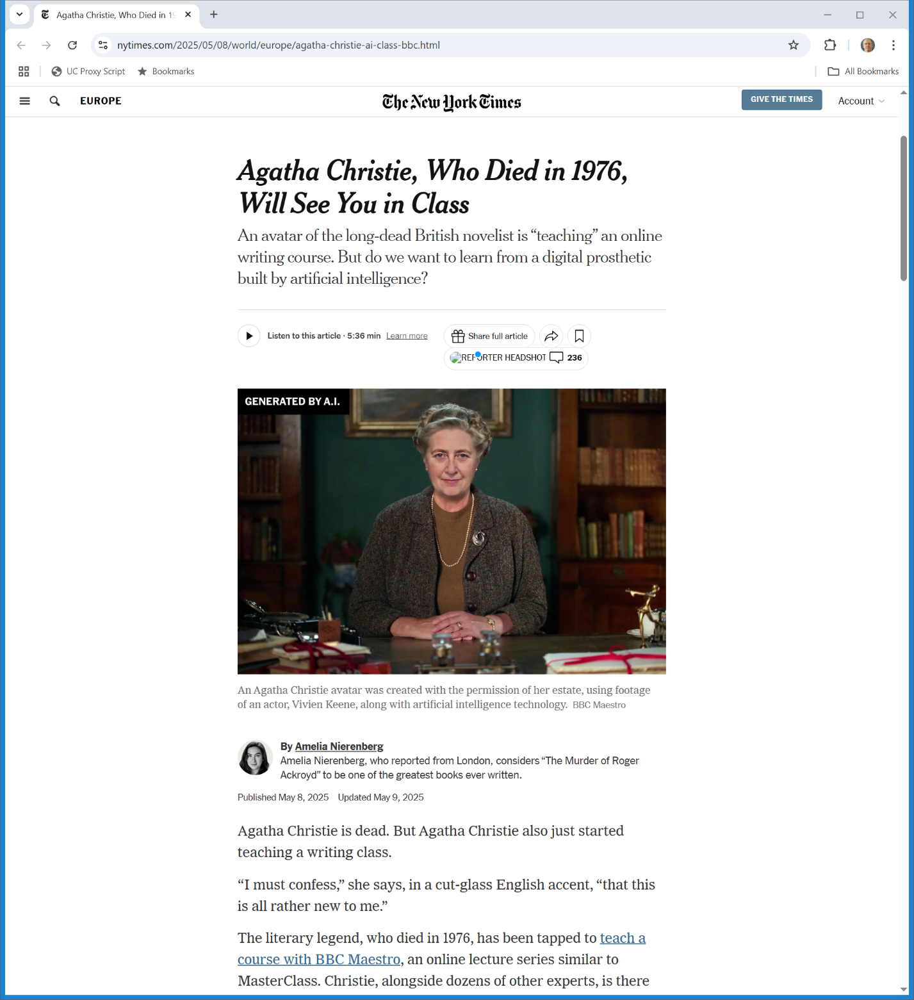 Agatha Christie, Who Died in 19
nytimes.com/2025/05/08/world/europe/agatha-christie-ai-class-bbc.html
UC Proxy Script
Bookmarks
All Bookmarks
EUROPE
The New York Times
GIVE THE TIMES
Account
Agatha Christie, Who Died in 1976,
Will See You in Class
An avatar of the long-dead British novelist is “teaching” an online
writing course. But do we want to learn from a digital prosthetic
built by artificial intelligence?
Listen to this article · 5:36 min Learn more
Share full article
REPORTER HEADSHOT
236
GENERATED BY A.I.
An Agatha Christie avatar was created with the permission of her estate, using footage
of an actor, Vivien Keene, along with artificial intelligence technology. BBC Maestro
By Amelia Nierenberg
Amelia Nierenberg, who reported from London, considers “The Murder of Roger
Ackroyd” to be one of the greatest books ever written.
Published May 8, 2025 Updated May 9, 2025
Agatha Christie is dead. But Agatha Christie also just started
teaching a writing class.
“I must confess,” she says, in a cut-glass English accent, “that this
is all rather new to me.”
The literary legend, who died in 1976, has been tapped to teach a
course with BBC Maestro, an online lecture series similar to
MasterClass. Christie, alongside dozens of other experts, is there